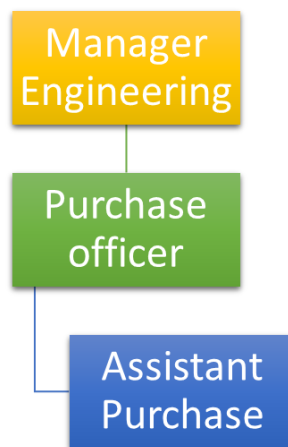 Manager
Engineering
Purchase
officer
Assistant
Purchase